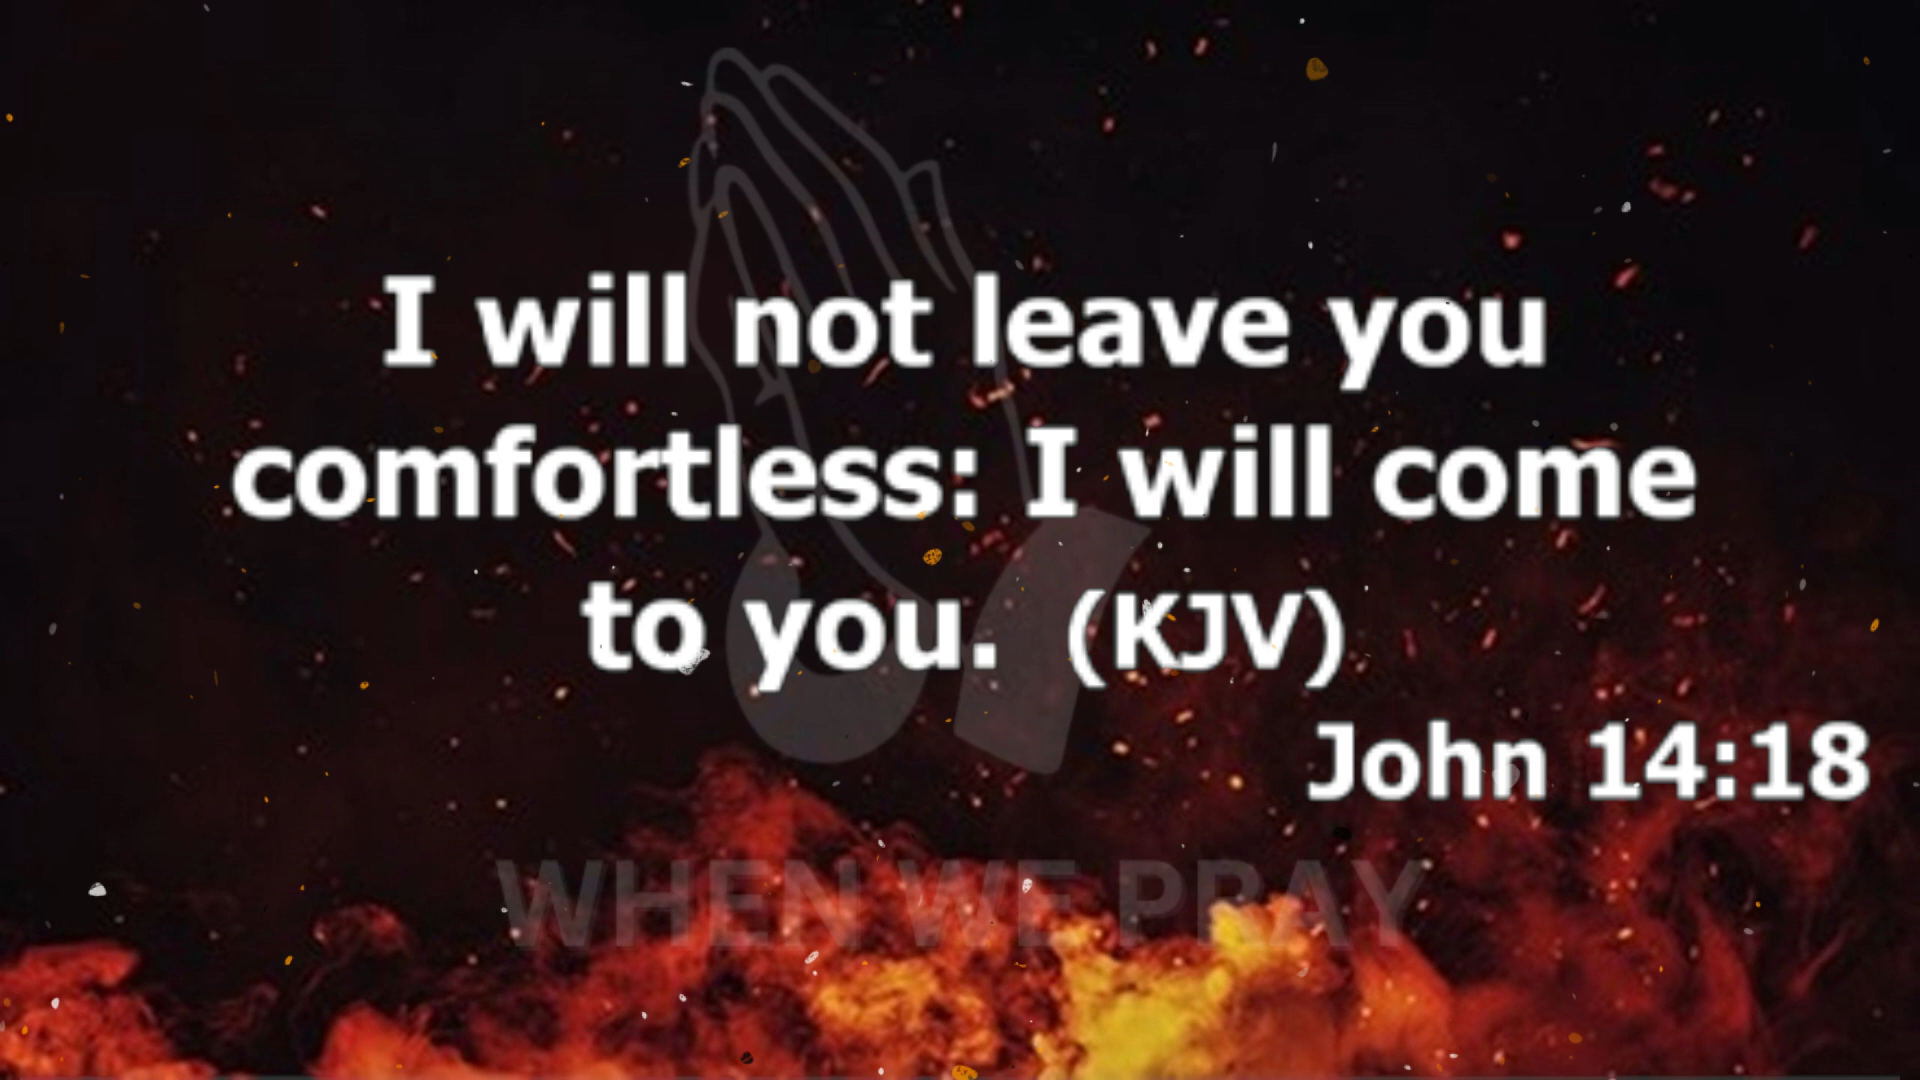 I will not leave you
comfortless: I will come
to you. (KJV)
John 14:18
WHEN WE PRAY